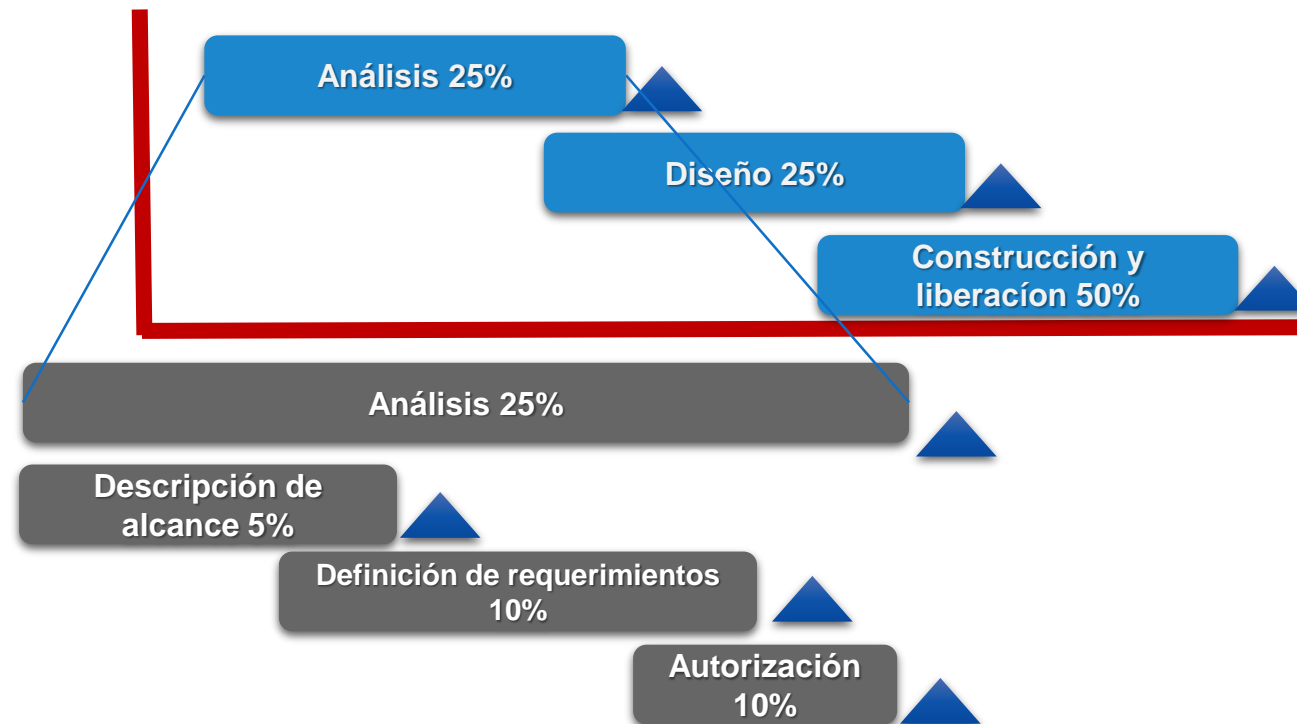 Análisis 25%
Diseño 25%
Construcción y
liberacíon 50%
Análisis 25%
Descripción de
alcance 5%
Definición de requerimientos
10%
Autorización
10%